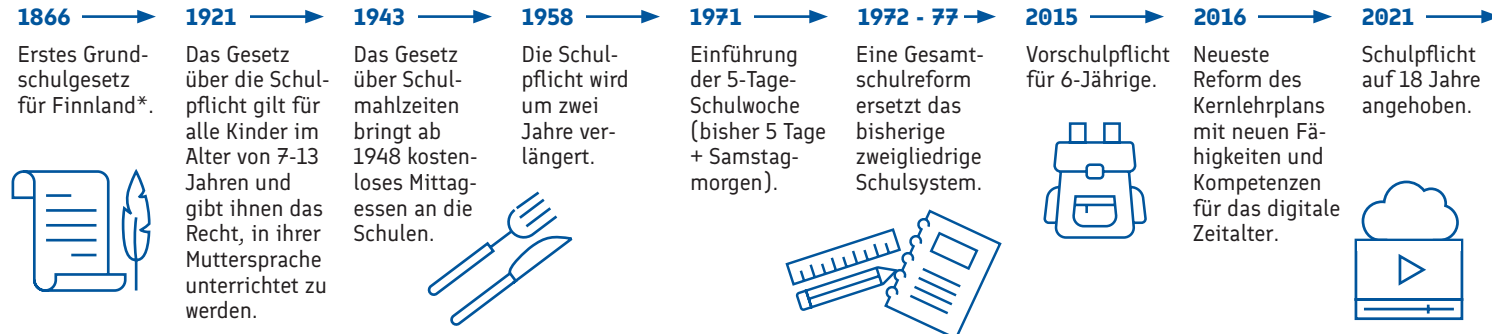 1866
Erstes Grund-
schulgesetz
für Finnland*.
1921
Das Gesetz
über die Schul-
pflicht gilt für
alle Kinder im
Alter von 7-13
Jahren und
gibt ihnen das
Recht, in ihrer
Muttersprache
unterrichtet zu
werden.
1943
Das Gesetz
über Schul-
mahlzeiten
bringt ab
1948 kosten-
loses Mittag-
essen an die
Schulen.
1958
Die Schul-
pflicht wird
um zwei
Jahre ver-
längert.
1971
Einführung
der 5-Tage-
Schulwoche
(bisher 5 Tage
+ Samstag-
morgen).
1972 - 77
Eine Gesamt-
schulreform
ersetzt das
bisherige
zweigliedrige
Schulsystem.
2015
Vorschulpflicht
für 6-Jährige.
2016
Neueste
Reform des
Kernlehrplans
mit neuen Fä-
higkeiten und
Kompetenzen
für das digitale
Zeitalter.
2021
Schulpflicht
auf 18 Jahre
angehoben.